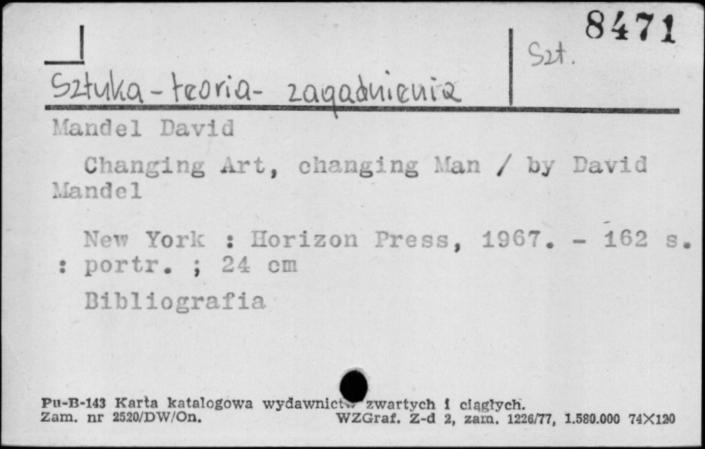 8471
Szt.
Sztuka - teoria - zagadnienia
Mandel David
Changing Art, changing Man / by David
Mandel
New York : Horizon Press, 1967. - 162 s.
: portr. ; 24 cm
Bibliografia
Pu-B-143 Karta katalogowa wydawnictw zwartych i ciągłych.
Zam. nr 2520/DW/On. WZGraf. Z-d 2, zam. 1226/77, 1.580.000 74X120